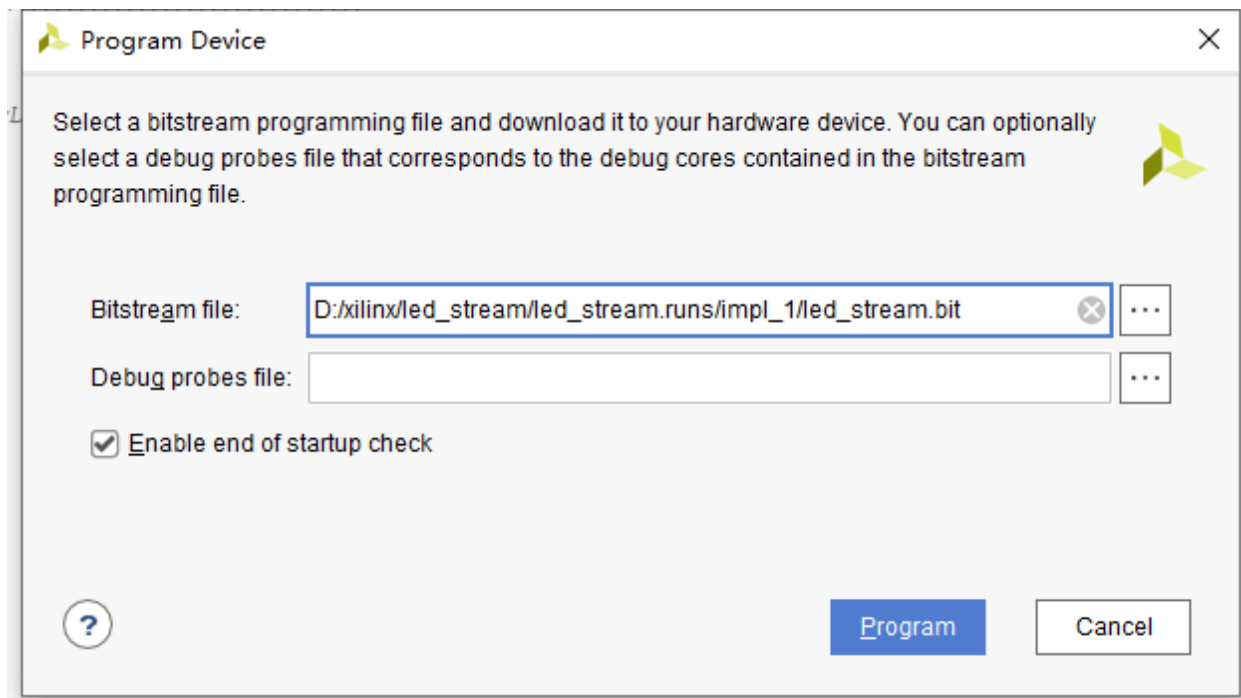 Program Device
Select a bitstream programming file and download it to your hardware device. You can optionally
select a debug probes file that corresponds to the debug cores contained in the bitstream
programming file.
Bitstream file: D:/xilinx/led_stream/led_stream.runs/impl_1/led_stream.bit ...
Debug probes file: ...
Enable end of startup check
? Program Cancel